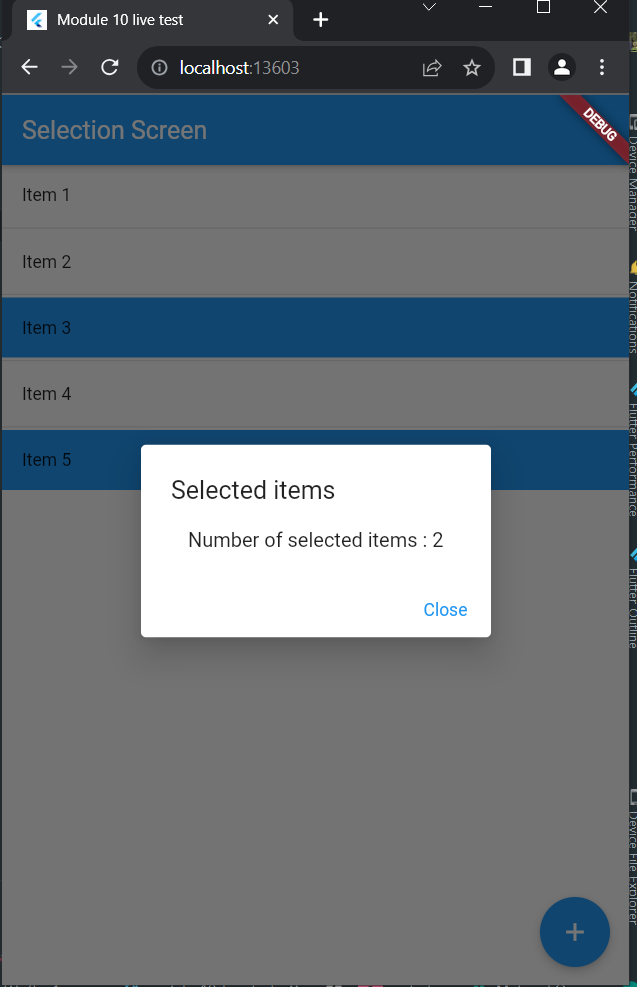 Module 10 live test
localhost:13603
Selection Screen
DEBUG
Item 1
Item 2
Item 3
Item 4
Item 5
Selected items
Number of selected items : 2
Close
Device Manager
Notifications
Flutter Performance
Flutter Outline
Device File Explorer